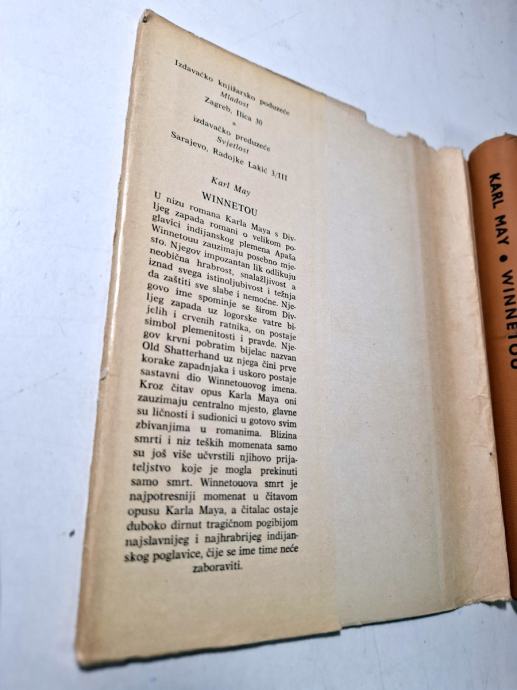 Izdavačko knjižarsko poduzeće
Mladost
Zagreb, Ilica 30
*
izdavačko preduzeće
Svjetlost
Sarajevo, Radojke Lakić 3/III
Karl May
WINNETOU
U nizu romana Karla Maya s Div-
ljeg zapada romani o velikom po-
glavici indijanskog plemena Apaša
Winnetouu zauzimaju posebno mje-
sto. Njegov impozantan lik odlikuju
neobična hrabrost, snalažljivost a
iznad svega istinoljubivost i težnja
da zaštiti sve slabe i nemoćne. Nje-
govo ime spominje se širom Div-
ljeg zapada uz logorske vatre bi-
jelih i crvenih ratnika, on postaje
simbol plemenitosti i pravde. Nje-
gov krvni pobratim bijelac nazvan
Old Shatterhand uz njega čini prve
korake zapadnjaka i uskoro postaje
sastavni dio Winnetouovog imena.
Kroz čitav opus Karla Maya oni
zauzimaju centralno mjesto, glavne
su ličnosti i sudionici u gotovo svim
zbivanjima u romanima. Blizina
smrti i niz teških momenata samo
su još više učvrstili njihovo prija-
teljstvo koje je mogla prekinuti
samo smrt. Winnetouova smrt je
najpotresniji momenat u čitavom
opusu Karla Maya, a čitalac ostaje
duboko dirnut tragičnom pogibijom
najslavnijeg i najhrabrijeg indijan-
skog poglavice, čije se ime time neće
zaboraviti.
KARL MAY • WINNETOU